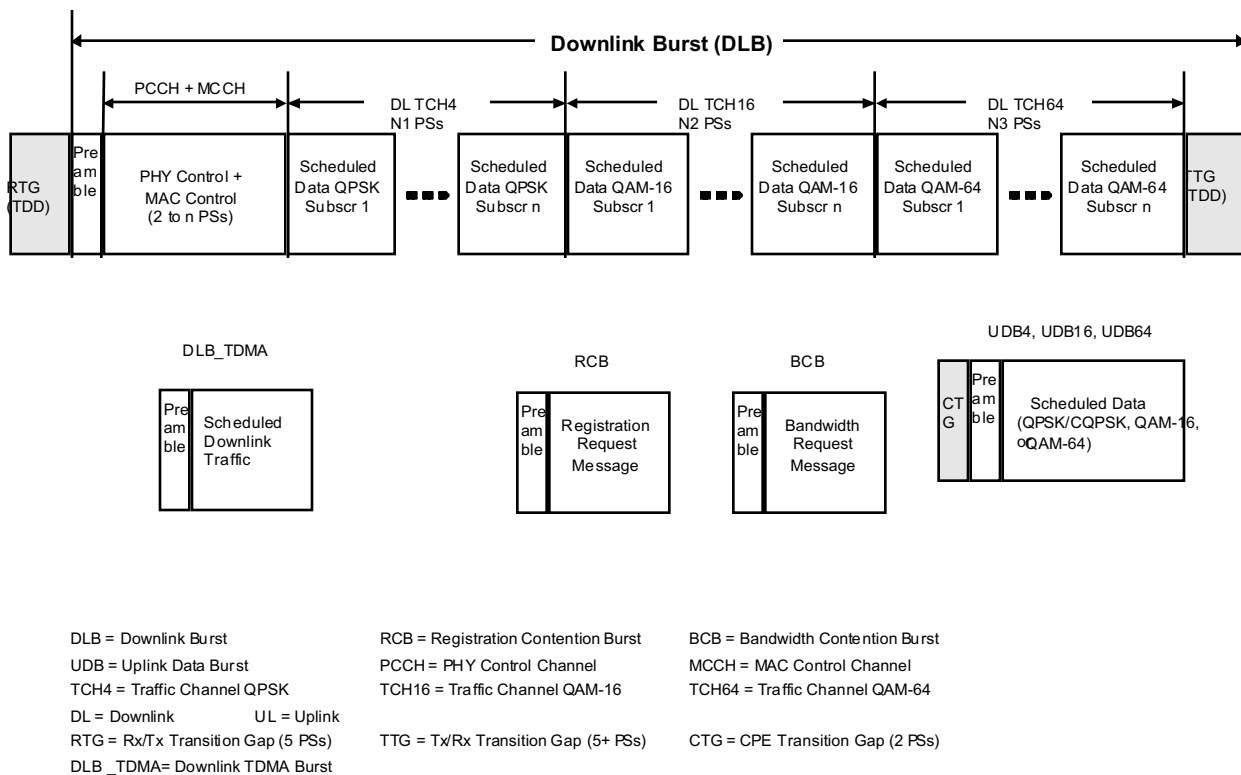 Downlink Burst (DLB)
PCCH + MCCH
DL TCH4
N1 PSs
DL TCH16
N2 PSs
DL TCH64
N3 PSs
RTG
(TDD)
Pre
am
ble
PHY Control +
MAC Control
(2 to n PSs)
Scheduled
Data QPSK
Subscr 1
Scheduled
Data QPSK
Subscr n
Scheduled
Data QAM-16
Subscr 1
Scheduled
Data QAM-16
Subscr n
Scheduled
Data QAM-64
Subscr 1
Scheduled
Data QAM-64
Subscr n
TTG
(TDD)
DLB_TDMA
Pre
am
ble
Scheduled
Downlink
Traffic
RCB
Pre
am
ble
Registration
Request
Message
BCB
Pre
am
ble
Bandwidth
Request
Message
UDB4, UDB16, UDB64
CT
G
Pre
am
ble
Scheduled Data
(QPSK/CQPSK, QAM-16,
or QAM-64)
DLB = Downlink Burst
RCB = Registration Contention Burst
BCB = Bandwidth Contention Burst
UDB = Uplink Data Burst
PCCH = PHY Control Channel
MCCH = MAC Control Channel
TCH4 = Traffic Channel QPSK
TCH16 = Traffic Channel QAM-16
TCH64 = Traffic Channel QAM-64
DL = Downlink UL = Uplink
RTG = Rx/Tx Transition Gap (5 PSs)
TTG = Tx/Rx Transition Gap (5+ PSs)
CTG = CPE Transition Gap (2 PSs)
DLB _TDMA= Downlink TDMA Burst